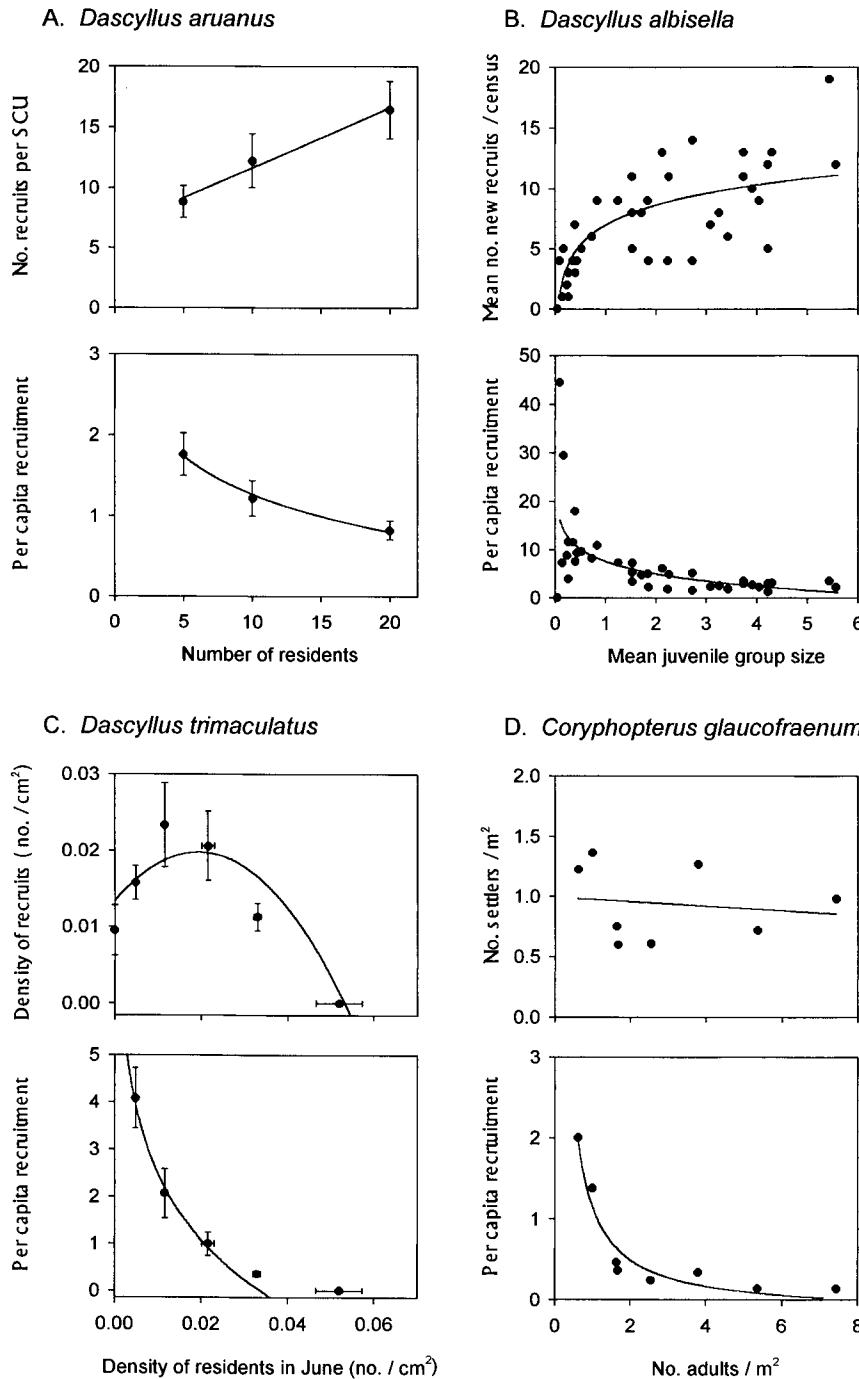 A. Dascyllus aruanus
No. recruits per SCU
20
15
10
5
0
Per capita recruitment
3
2
1
0
0 5 10 15 20
Number of residents
B. Dascyllus albisella
Mean no. new recruits / census
20
15
10
5
0
Per capita recruitment
50
40
30
20
10
0
0 1 2 3 4 5 6
Mean juvenile group size
C. Dascyllus trimaculatus
Density of recruits (no. / cm²)
0.03
0.02
0.01
0.00
Per capita recruitment
5
4
3
2
1
0
0.00 0.02 0.04 0.06
Density of residents in June (no. / cm²)
D. Coryphopterus glaucofraenum
No. settlers / m²
2.0
1.5
1.0
0.5
0.0
Per capita recruitment
3
2
1
0
0 2 4 6 8
No. adults / m²